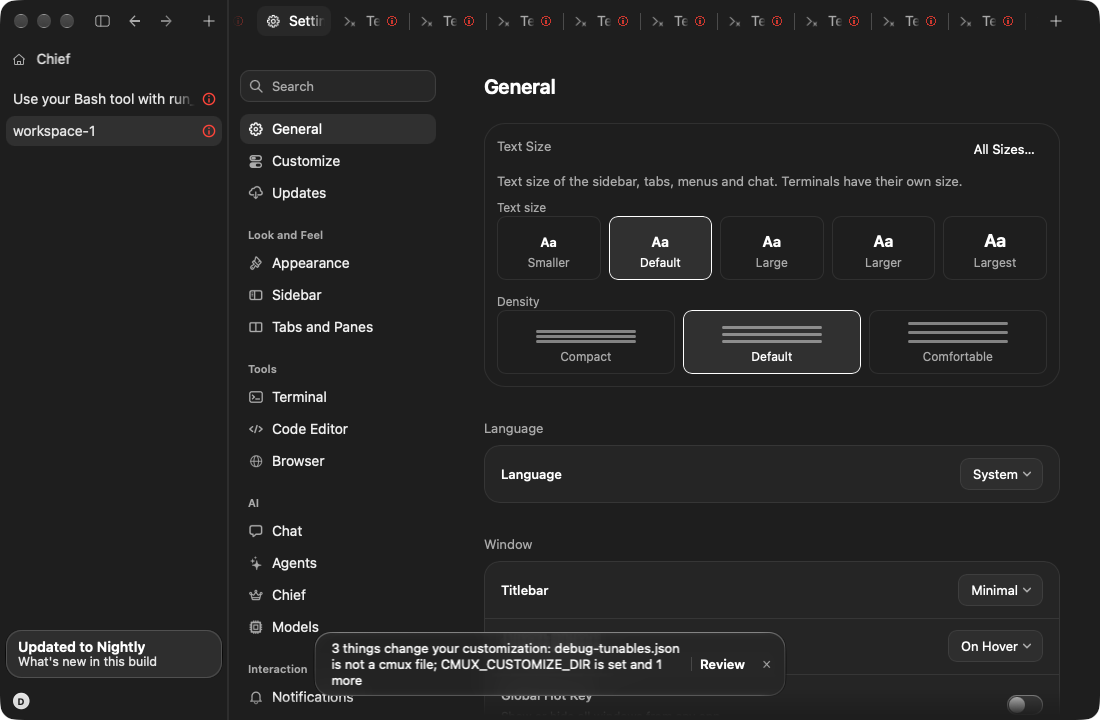 Settin
Te
Te
Te
Te
Te
Te
Te
Te
Te
Chief
Use your Bash tool with run_
workspace-1
Search
General
Customize
Updates
Look and Feel
Appearance
Sidebar
Tabs and Panes
Tools
Terminal
Code Editor
Browser
AI
Chat
Agents
Chief
Models
Interaction
Notifications
General
Text Size
All Sizes...
Text size of the sidebar, tabs, menus and chat. Terminals have their own size.
Text size
Aa Aa Aa Aa Aa
Smaller Default Large Larger Largest
Density
Compact Default Comfortable
Language
Language System
Window
Titlebar Minimal
On Hover
Global Hot Key
Updated to Nightly
What's new in this build
D
3 things change your customization: debug-tunables.json
is not a cmux file; CMUX_CUSTOMIZE_DIR is set and 1
more
Review